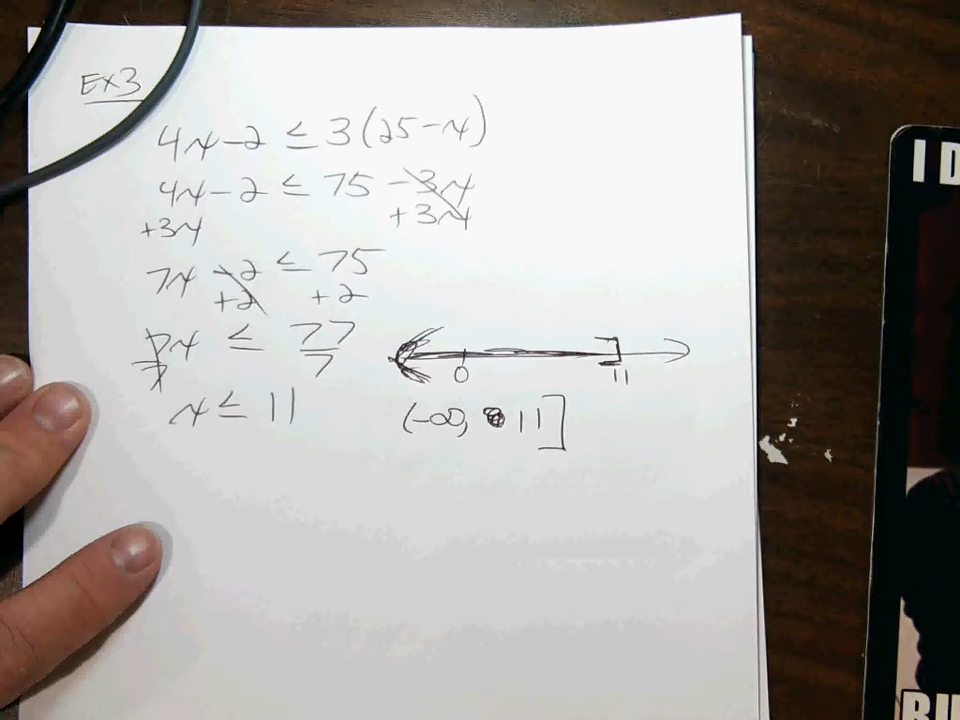 Ex3
4x-2 ≤ 3(25-x)
4x-2 ≤ 75 -3x
+3x +3x
7x -2 ≤ 75
+2 +2
7x ≤ 77
7 7
x ≤ 11
0 11
(-∞, 11]
I D